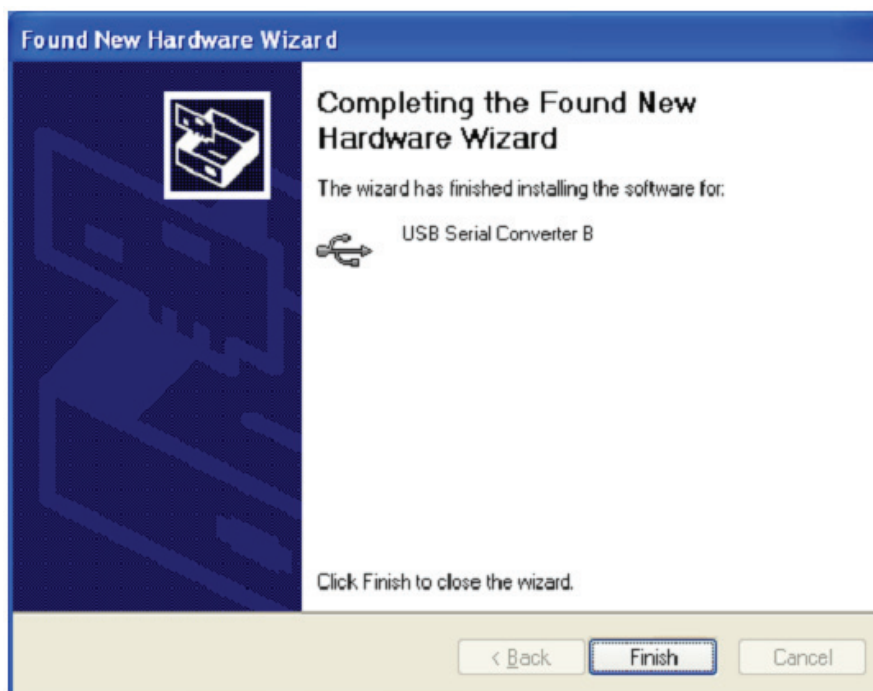 Found New Hardware Wizard
Completing the Found New
Hardware Wizard
The wizard has finished installing the software for:
USB Serial Converter B
Click Finish to close the wizard.
< Back
Finish
Cancel